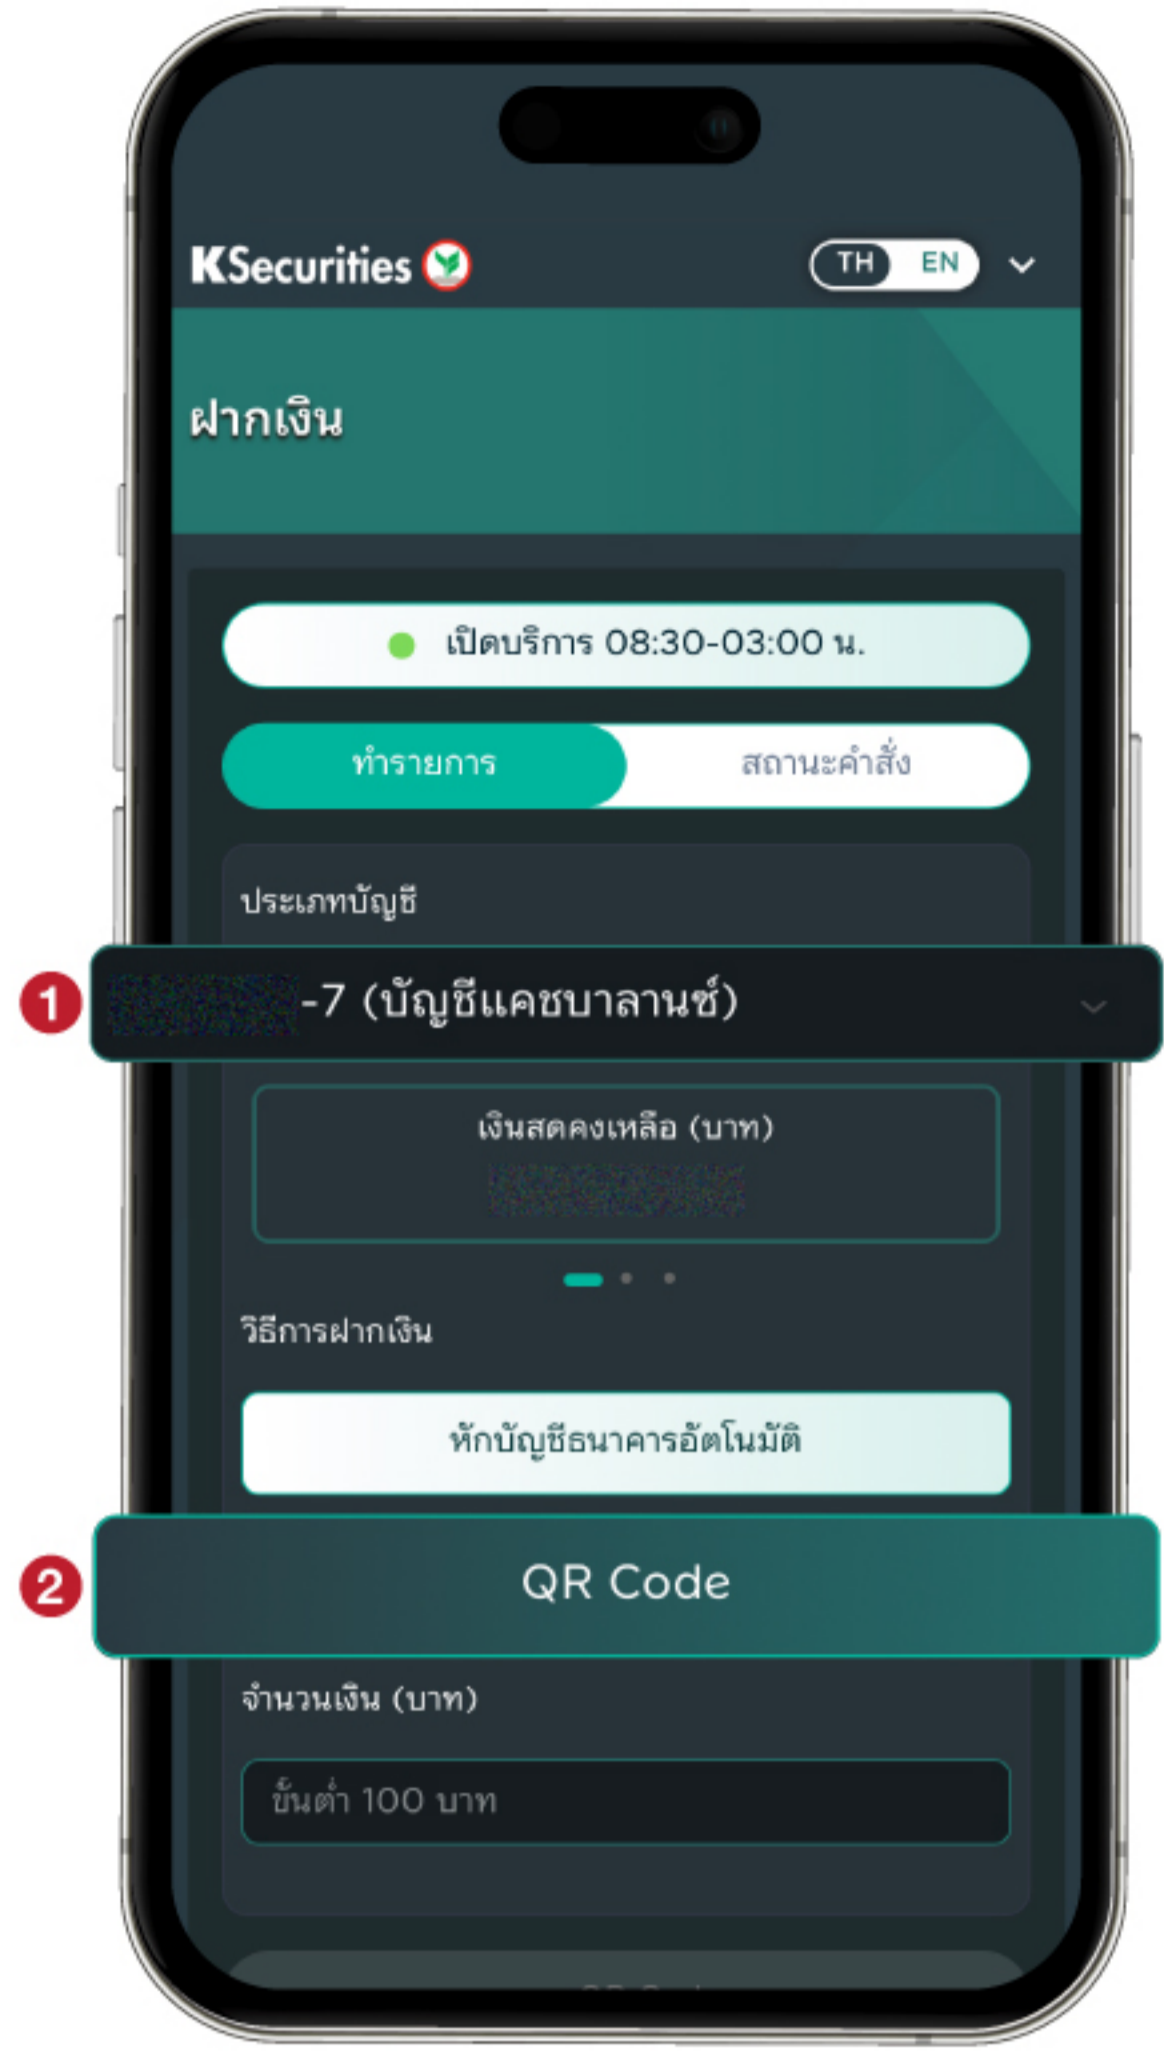 KSecurities
TH EN
ฝากเงิน
เปิดบริการ 08:30-03:00 น.
ทำรายการ สถานะคำสั่ง
ประเภทบัญชี
1 -7 (บัญชีแคชบาลานซ์)
เงินสดคงเหลือ (บาท)
วิธีการฝากเงิน
หักบัญชีธนาคารอัตโนมัติ
2 QR Code
จำนวนเงิน (บาท)
ขั้นต่ำ 100 บาท